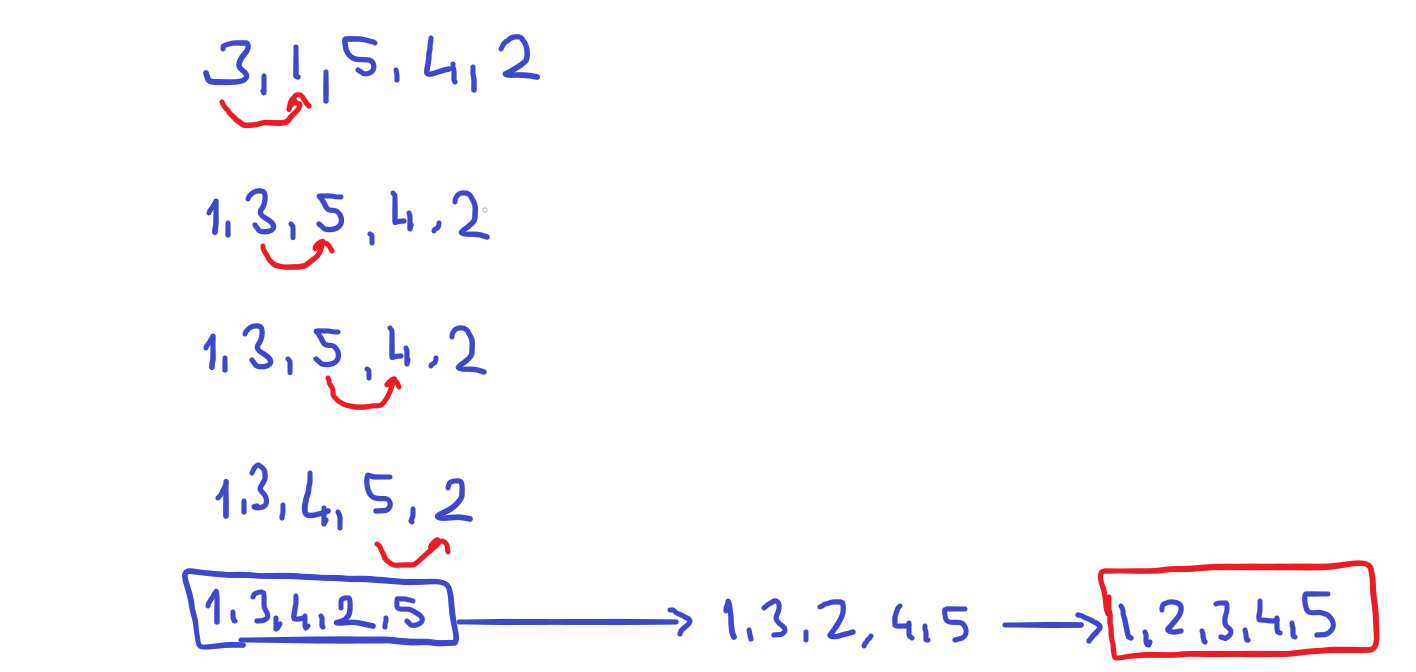 3, 1, 5, 4, 2
1, 3, 5, 4, 2
1, 3, 5, 4, 2
1, 3, 4, 5, 2
1, 3, 4, 2, 5 → 1, 3, 2, 4, 5 → 1, 2, 3, 4, 5